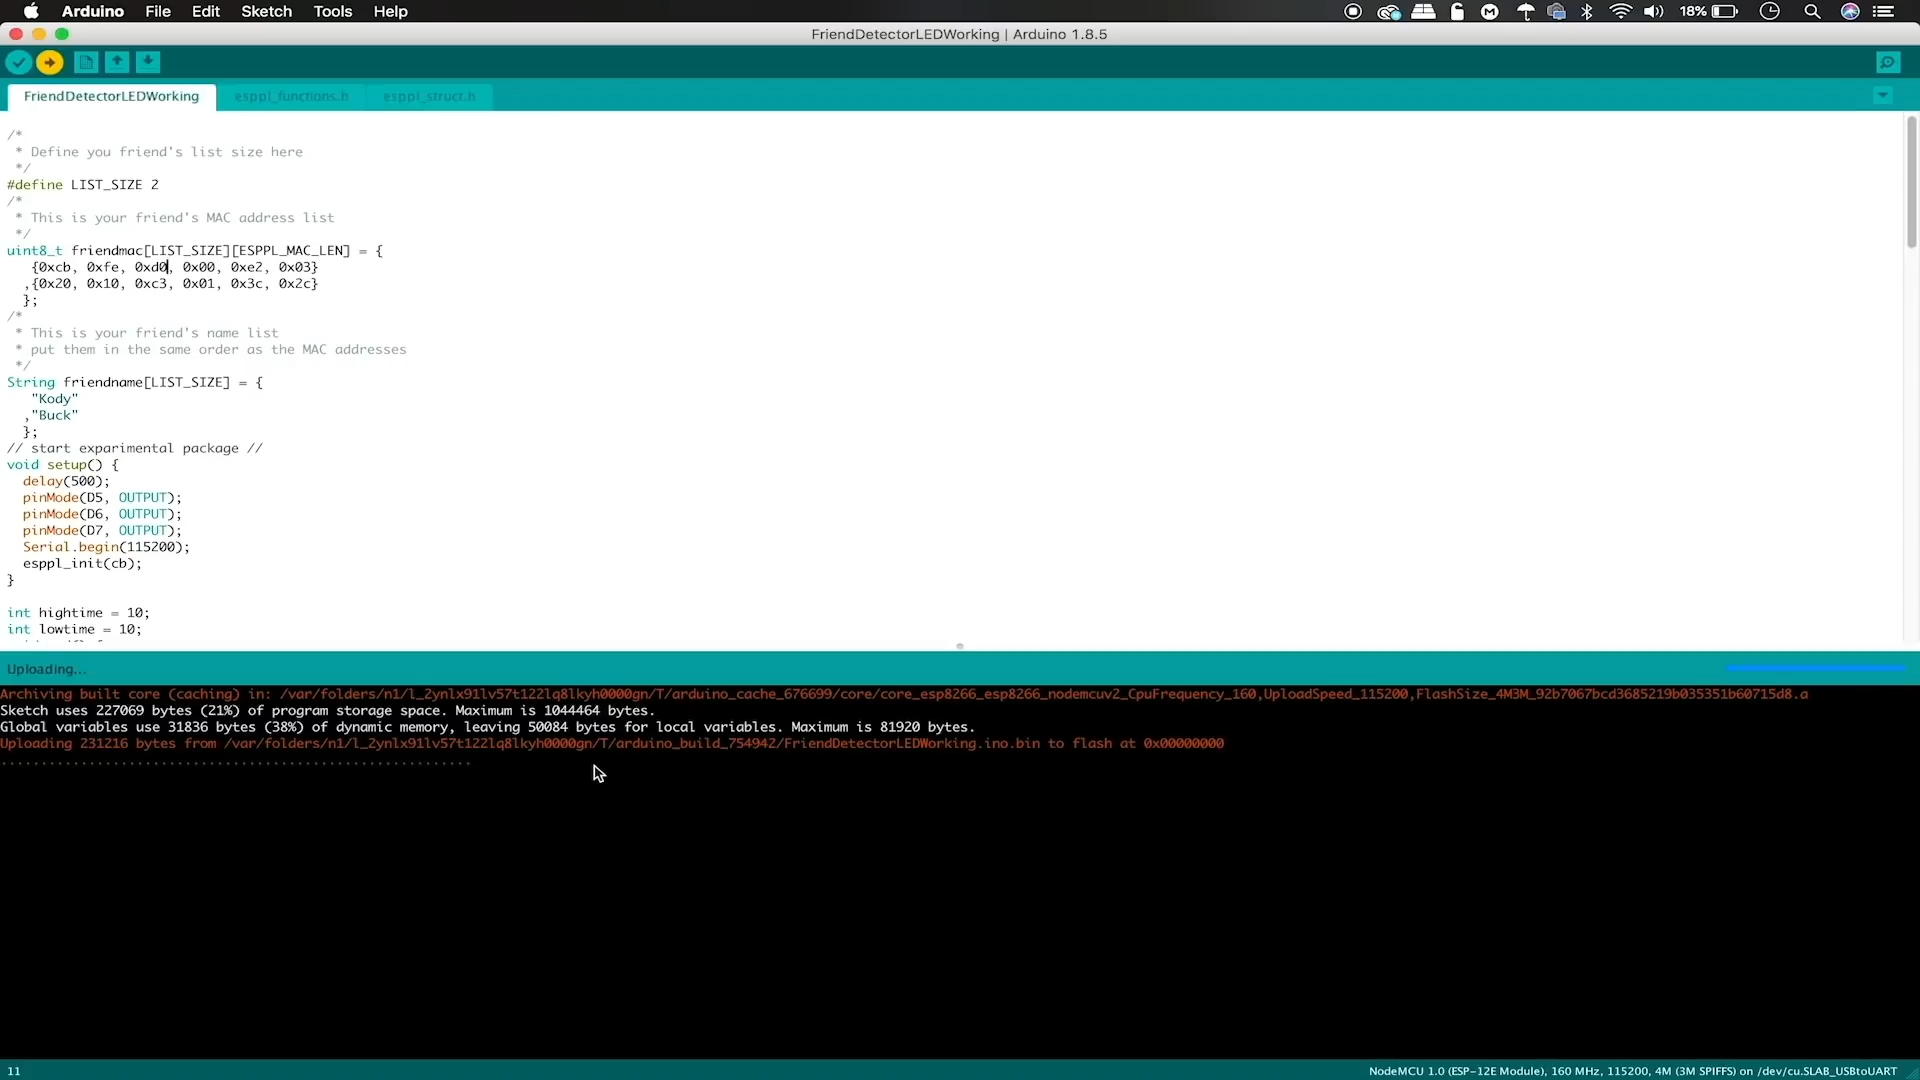 Arduino File Edit Sketch Tools Help 18%
FriendDetectorLEDWorking | Arduino 1.8.5
FriendDetectorLEDWorking esppl_functions.h esppl_struct.h
/*
* Define you friend's list size here
*/
#define LIST_SIZE 2
/*
* This is your friend's MAC address list
*/
uint8_t friendmac[LIST_SIZE][ESPPL_MAC_LEN] = {
{0xcb, 0xfe, 0xd0, 0x00, 0xe2, 0x03}
,{0x20, 0x10, 0xc3, 0x01, 0x3c, 0x2c}
};
/*
* This is your friend's name list
* put them in the same order as the MAC addresses
*/
String friendname[LIST_SIZE] = {
"Kody"
,"Buck"
};
// start exparimental package //
void setup() {
delay(500);
pinMode(D5, OUTPUT);
pinMode(D6, OUTPUT);
pinMode(D7, OUTPUT);
Serial.begin(115200);
esppl_init(cb);
}
int hightime = 10;
int lowtime = 10;
Uploading...
Archiving built core (caching) in: /var/folders/n1/l_2ynlx91lv57t122lq8lkyh0000gn/T/arduino_cache_676699/core/core_esp8266_esp8266_nodemcuv2_CpuFrequency_160,UploadSpeed_115200,FlashSize_4M3M_92b7067bcd3685219b035351b60715d8.a
Sketch uses 227069 bytes (21%) of program storage space. Maximum is 1044464 bytes.
Global variables use 31836 bytes (38%) of dynamic memory, leaving 50084 bytes for local variables. Maximum is 81920 bytes.
Uploading 231216 bytes from /var/folders/n1/l_2ynlx91lv57t122lq8lkyh0000gn/T/arduino_build_754942/FriendDetectorLEDWorking.ino.bin to flash at 0x00000000
...........................................................
11 NodeMCU 1.0 (ESP-12E Module), 160 MHz, 115200, 4M (3M SPIFFS) on /dev/cu.SLAB_USBtoUART